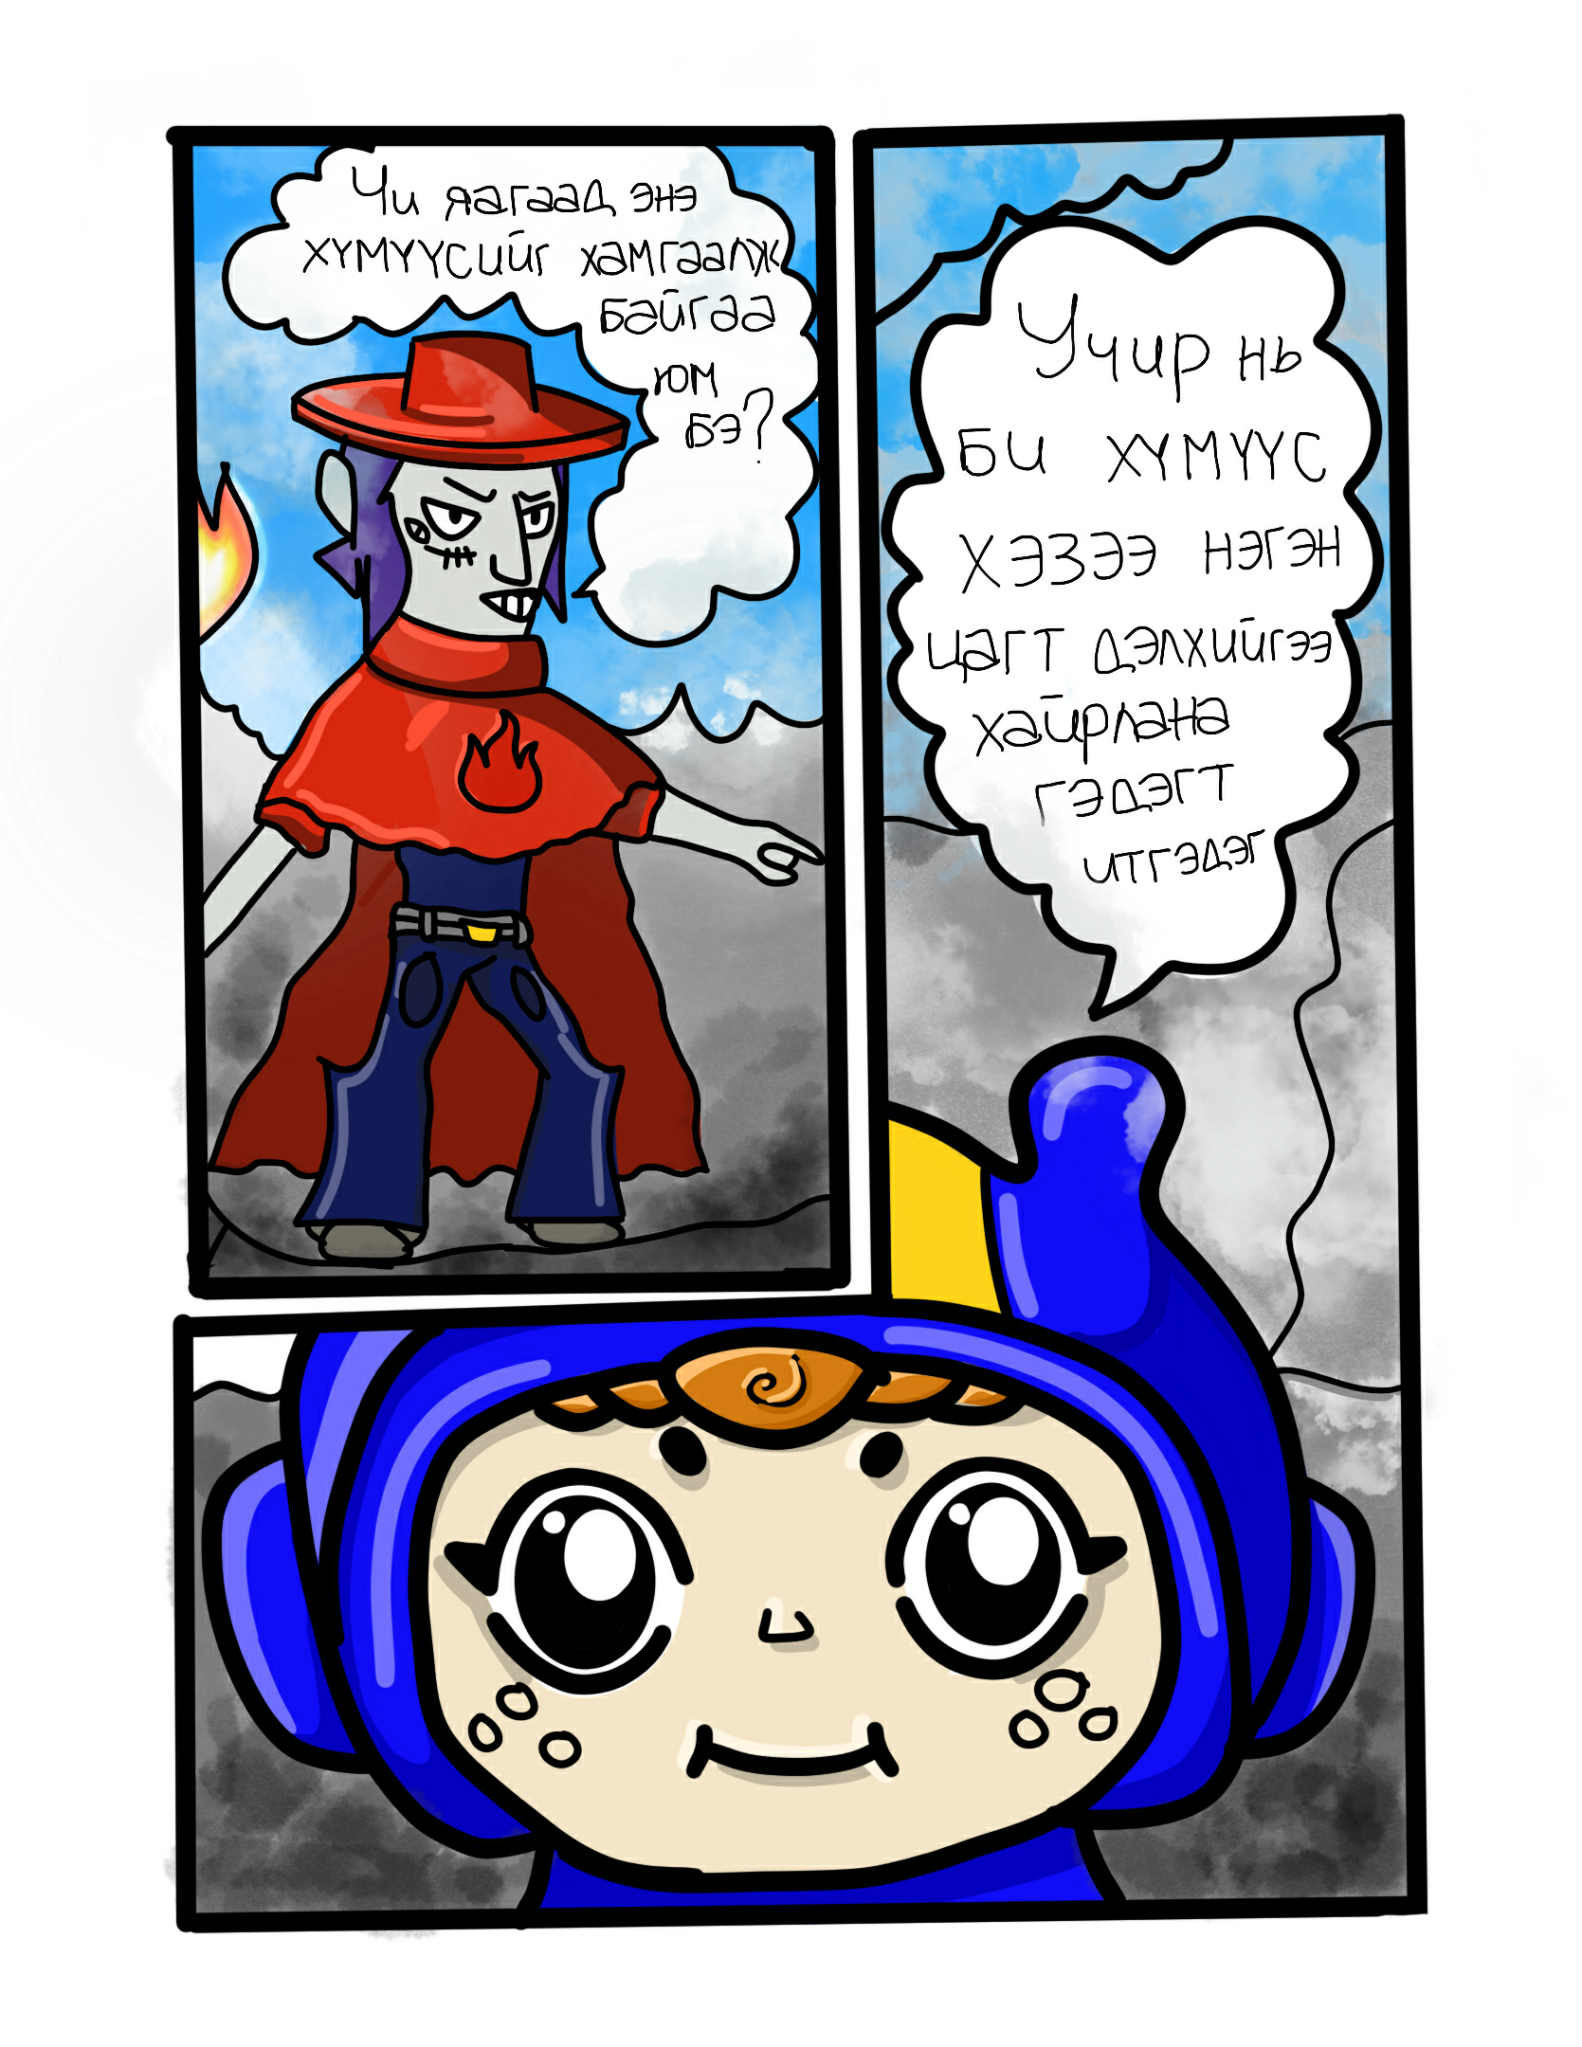 Чи яагаад энэ
хүмүүсийг хамгаалж
байгаа
юм
бэ?
Учир нь
би хүмүүс
хэзээ нэгэн
цагт дэлхийгээ
хайрлана
гэдэгт
итгэдэг